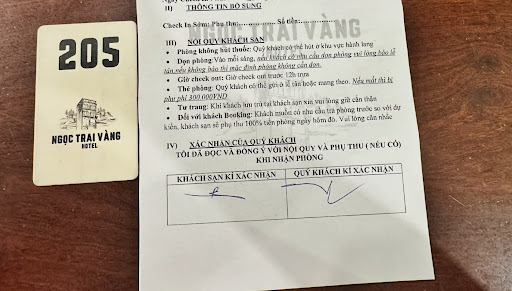 205
NGỌC TRAI VÀNG
HOTEL
II) THÔNG TIN BỔ SUNG
Check In Sớm: Phụ thu:................ Số tiền:................
NGỌC TRAI VÀNG
III) NỘI QUY KHÁCH SẠN
• Phòng không hút thuốc: Quý khách có thể hút ở khu vực hành lang
• Dọn phòng: Vào mỗi sáng, nếu khách có nhu cầu dọn phòng vui lòng báo lễ
tân, nếu không báo thì mặc định phòng không cần dọn.
• Giờ check out: Giờ check out trước 12h trưa
• Thẻ phòng: Quý khách có thể gửi ở lễ tân hoặc mang theo. Nếu mất thì bị
phụ phí 300.000VND
• Tư trang: Khi khách lưu trú tại khách sạn xin vui lòng giữ cẩn thận
• Đối với khách Booking: Khách muốn có nhu cầu trả phòng trước so với dự
kiến, khách sạn sẽ phụ thu 100% tiền phòng ngày hôm đó. Vui lòng cân nhắc
IV) XÁC NHẬN CỦA QUÝ KHÁCH
TÔI ĐÃ ĐỌC VÀ ĐỒNG Ý VỚI NỘI QUY VÀ PHỤ THU ( NẾU CÓ)
KHI NHẬN PHÒNG
KHÁCH SẠN KÍ XÁC NHẬN QUÝ KHÁCH KÍ XÁC NHẬN